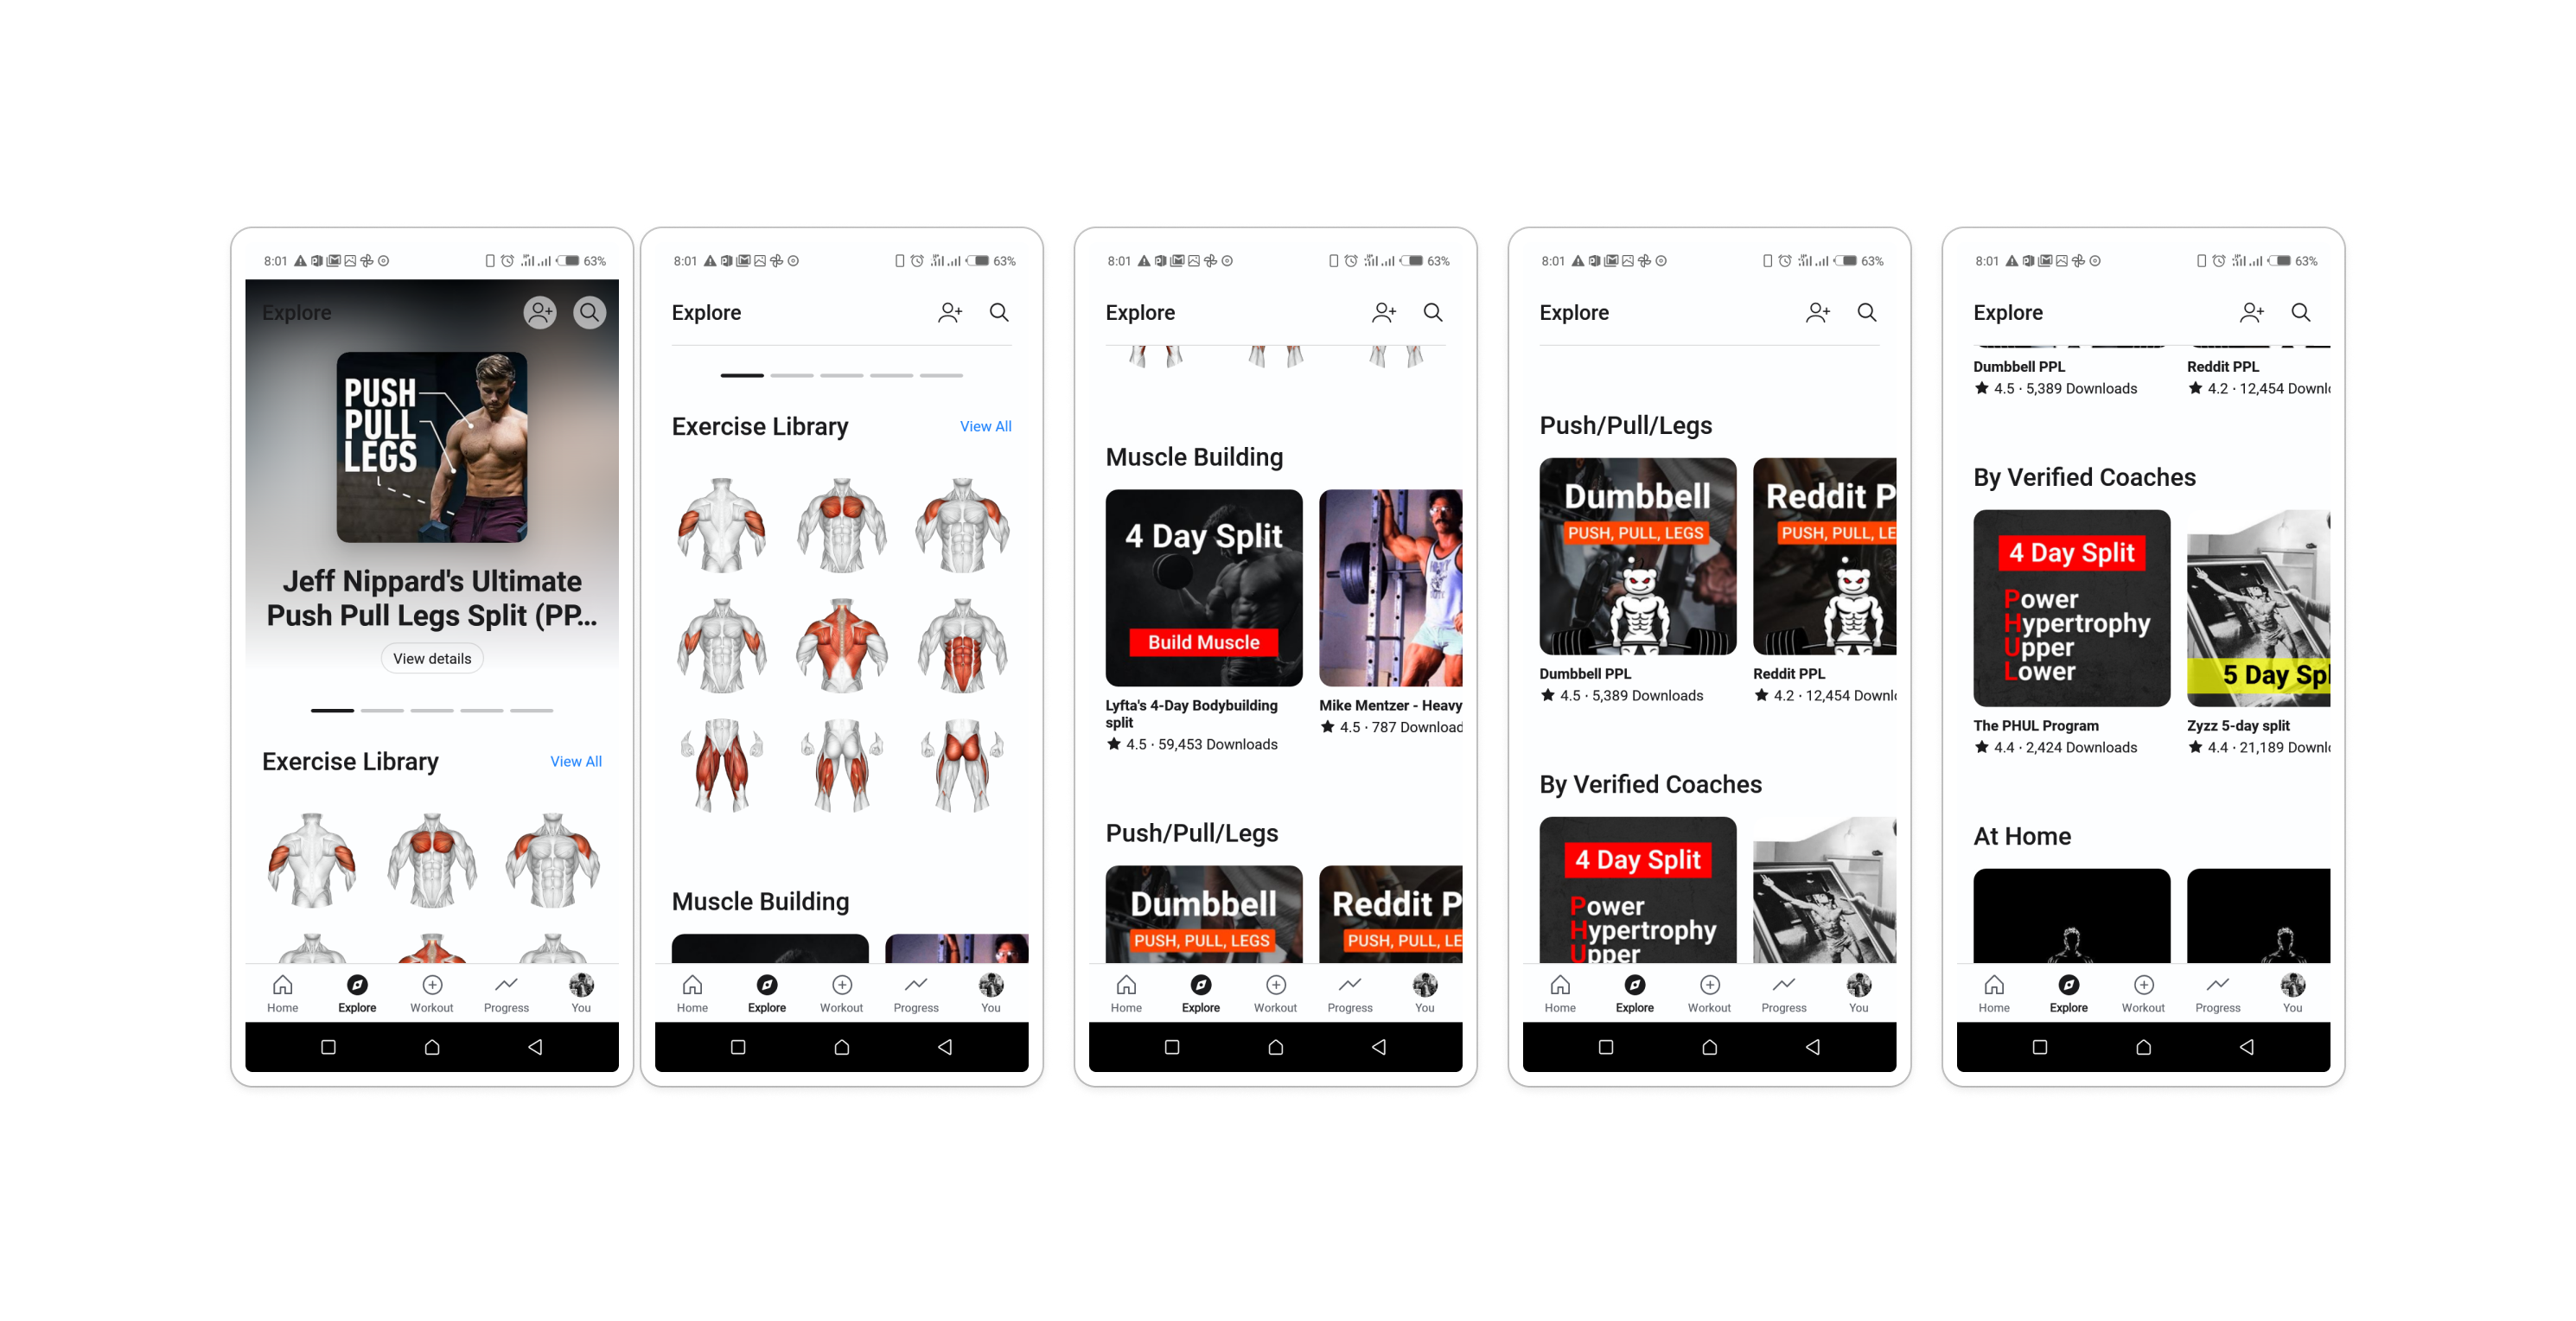 8:01
63%
Explore
PUSH
PULL
LEGS
Jeff Nippard's Ultimate
Push Pull Legs Split (PP...
View details
Exercise Library
View All
Home
Explore
Workout
Progress
You
8:01
63%
Explore
Exercise Library
View All
Muscle Building
Home
Explore
Workout
Progress
You
8:01
63%
Explore
Muscle Building
4 Day Split
Build Muscle
Lyfta's 4-Day Bodybuilding
split
★ 4.5 · 59,453 Downloads
Mike Mentzer - Heavy
★ 4.5 · 787 Download
Push/Pull/Legs
Dumbbell
PUSH, PULL, LEGS
Reddit P
PUSH, PULL, LE
Home
Explore
Workout
Progress
You
8:01
63%
Explore
Push/Pull/Legs
Dumbbell
PUSH, PULL, LEGS
Dumbbell PPL
★ 4.5 · 5,389 Downloads
Reddit P
PUSH, PULL, LE
Reddit PPL
★ 4.2 · 12,454 Downl
By Verified Coaches
4 Day Split
Power
Hypertrophy
Upper
Home
Explore
Workout
Progress
You
8:01
63%
Explore
Dumbbell PPL
★ 4.5 · 5,389 Downloads
Reddit PPL
★ 4.2 · 12,454 Downl
By Verified Coaches
4 Day Split
Power
Hypertrophy
Upper
Lower
The PHUL Program
★ 4.4 · 2,424 Downloads
5 Day Spl
Zyzz 5-day split
★ 4.4 · 21,189 Downl
At Home
Home
Explore
Workout
Progress
You